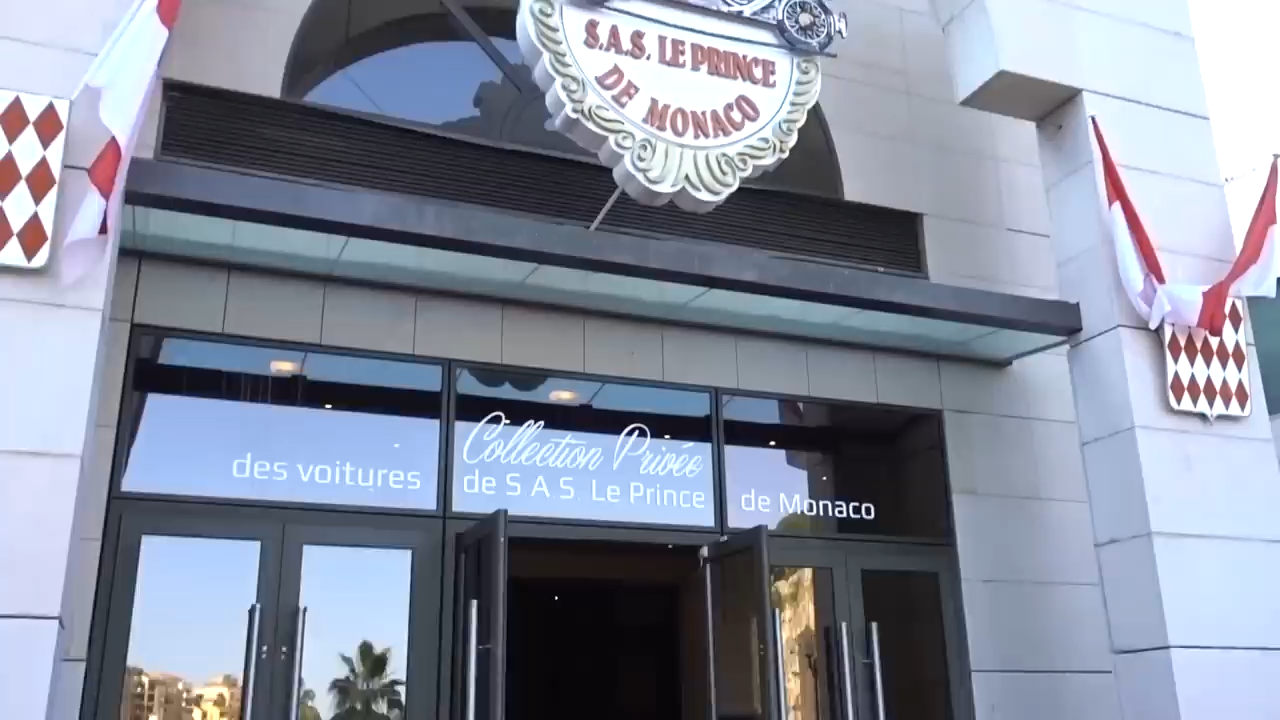 S.A.S. LE PRINCE
DE MONACO
Collection Privée
des voitures de S.A.S. Le Prince de Monaco